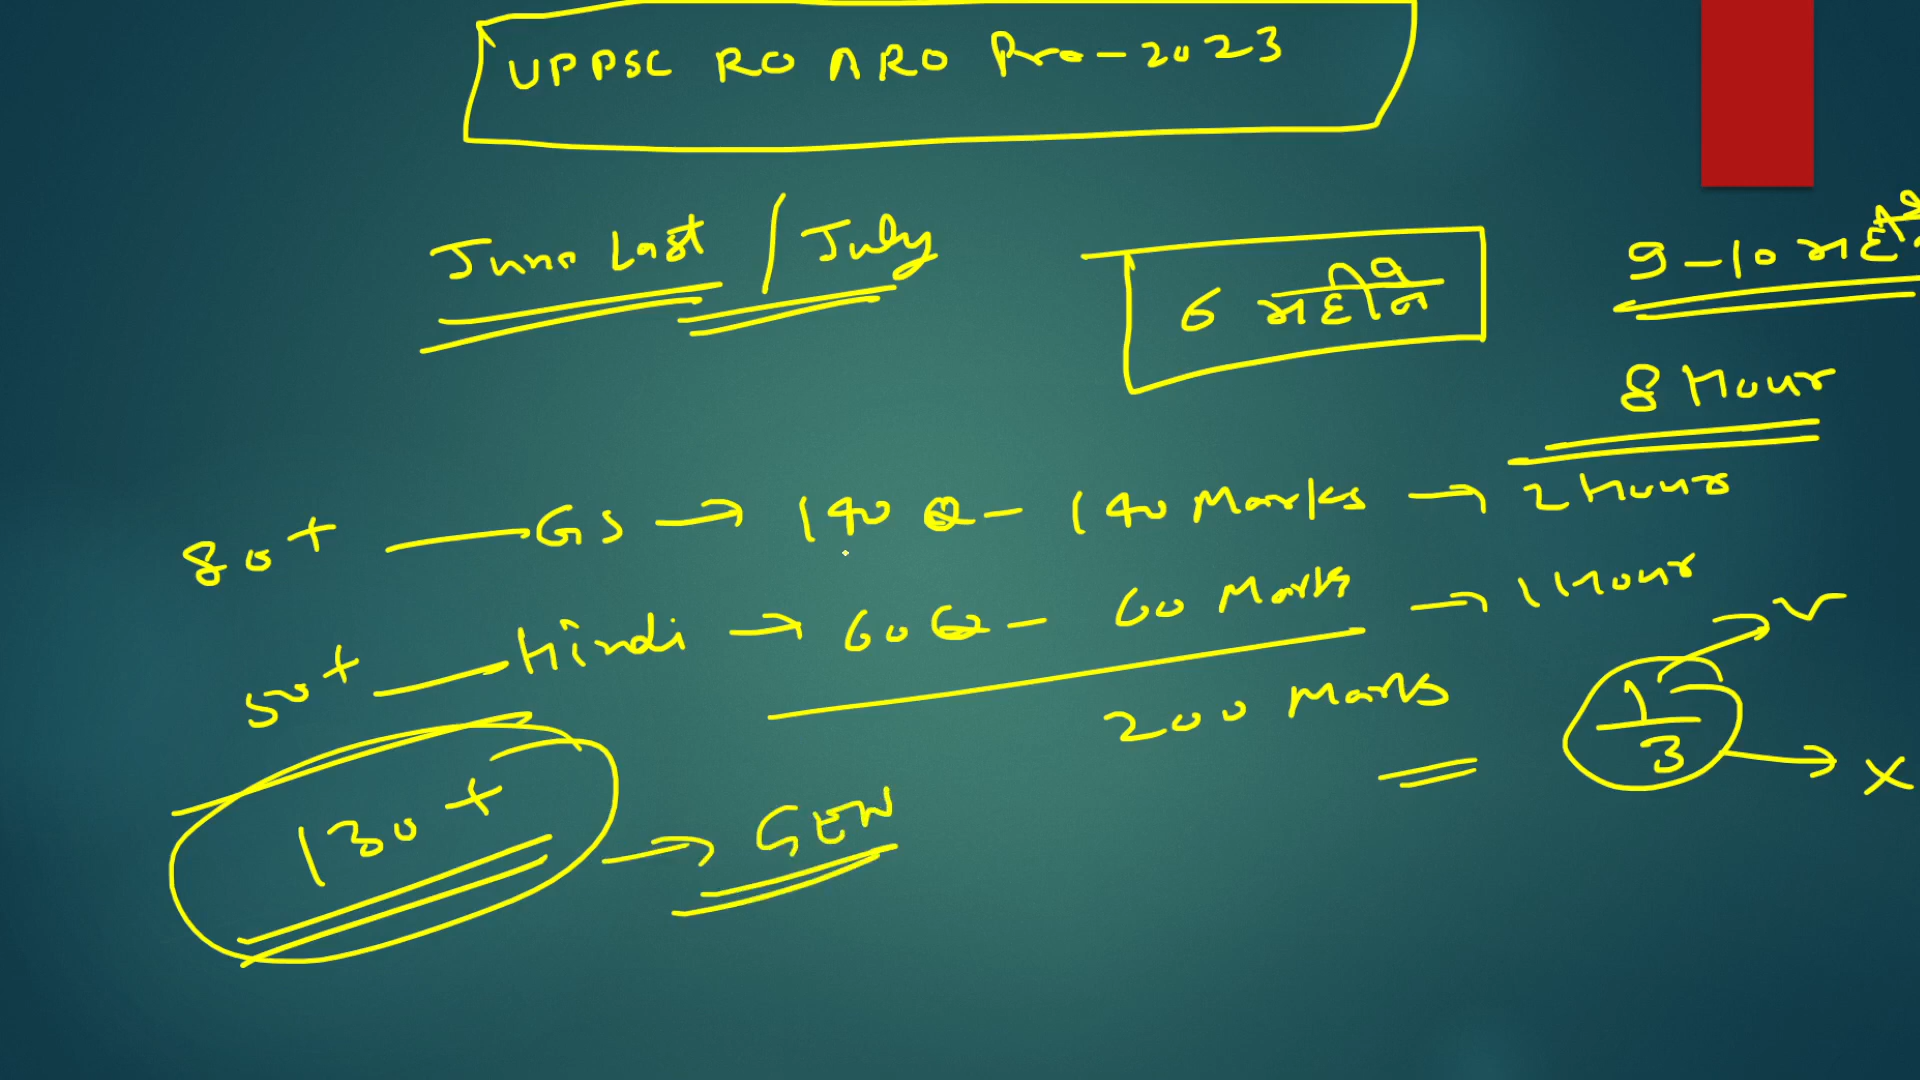 UPPSC RO ARO Pre-2023
June Last / July
6 महीने
9-10 महीने
8 Hour
80+ — GS → 140 Q - 140 Marks → 2 Hours
50+ — Hindi → 60 Q - 60 Marks → 1 Hour
200 Marks
1/3
✓
X
130+ → GEN